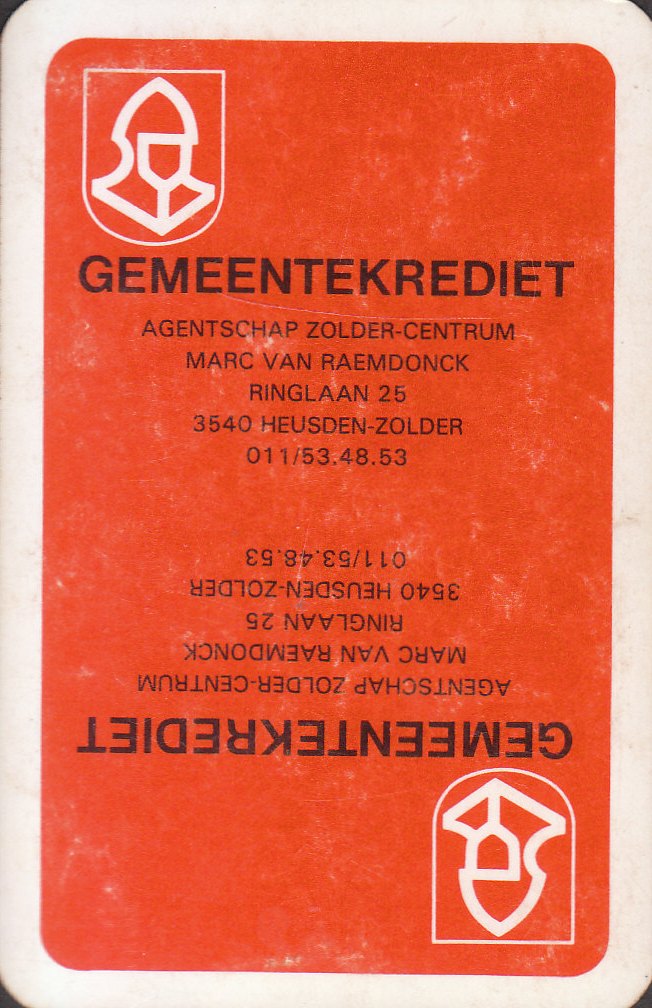 GEMEENTEKREDIET
AGENTSCHAP ZOLDER-CENTRUM
MARC VAN RAEMDONCK
RINGLAAN 25
3540 HEUSDEN-ZOLDER
011/53.48.53
GEMEENTEKREDIET
AGENTSCHAP ZOLDER-CENTRUM
MARC VAN RAEMDONCK
RINGLAAN 25
3540 HEUSDEN-ZOLDER
011/53.48.53